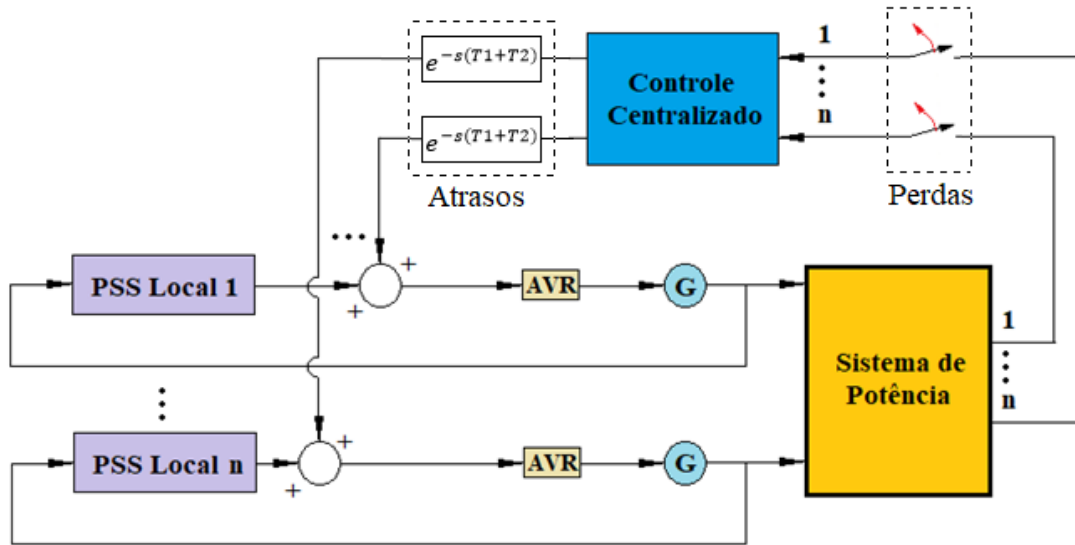 e^{-s(T1+T2)}
e^{-s(T1+T2)}
Atrasos
Controle
Centralizado
1
n
Perdas
PSS Local 1
+
+
AVR
G
PSS Local n
+
+
AVR
G
Sistema de
Potência
1
n